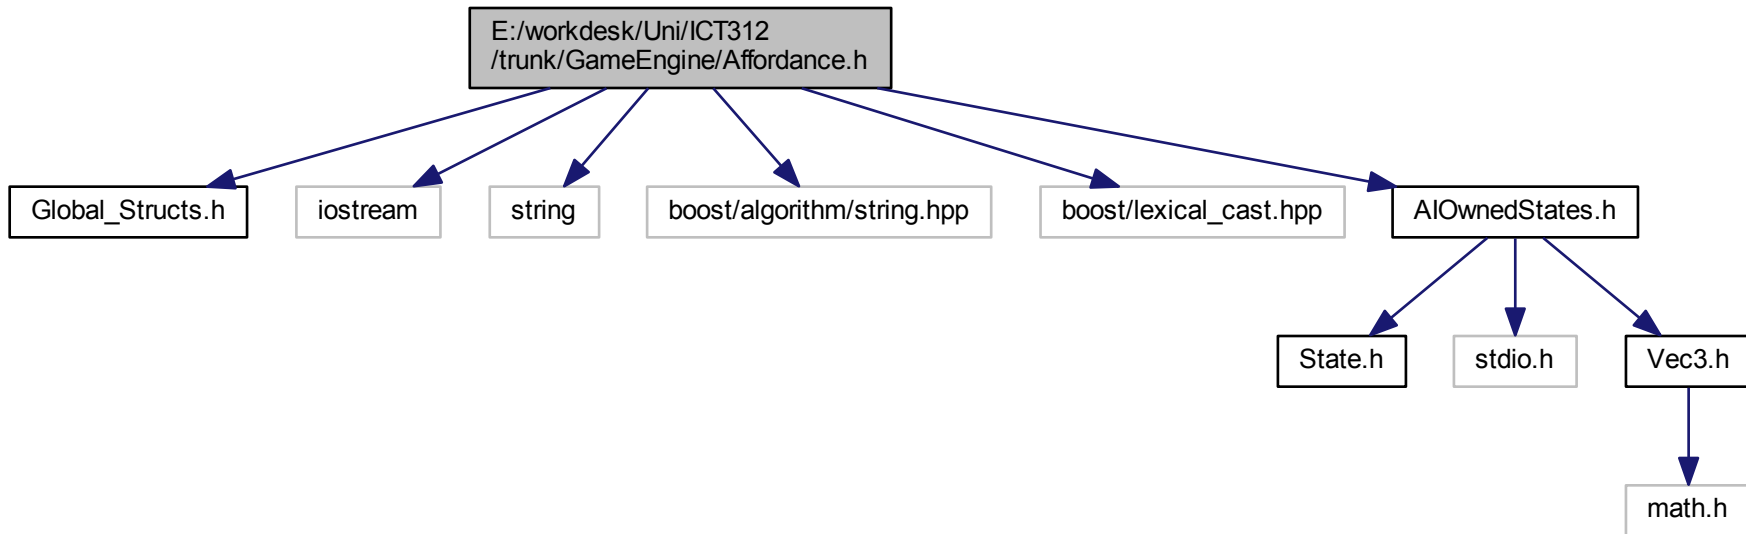 E:/workdesk/Uni/ICT312
/trunk/GameEngine/Affordance.h
Global_Structs.h
iostream
string
boost/algorithm/string.hpp
boost/lexical_cast.hpp
AIOwnedStates.h
State.h
stdio.h
Vec3.h
math.h